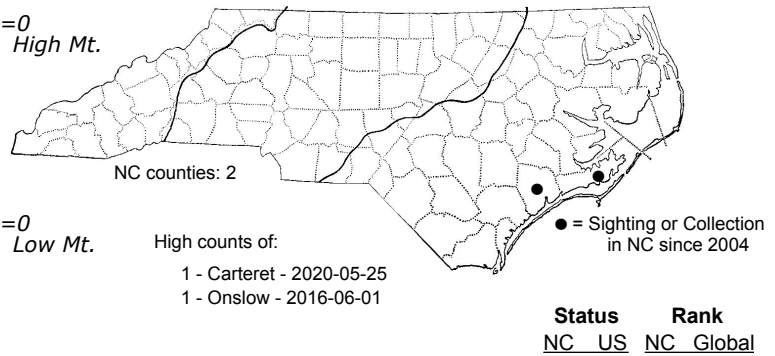 =0
High Mt.
NC counties: 2
=0
Low Mt.
High counts of:
1 - Carteret - 2020-05-25
1 - Onslow - 2016-06-01
● = Sighting or Collection
in NC since 2004
Status Rank
NC US NC Global